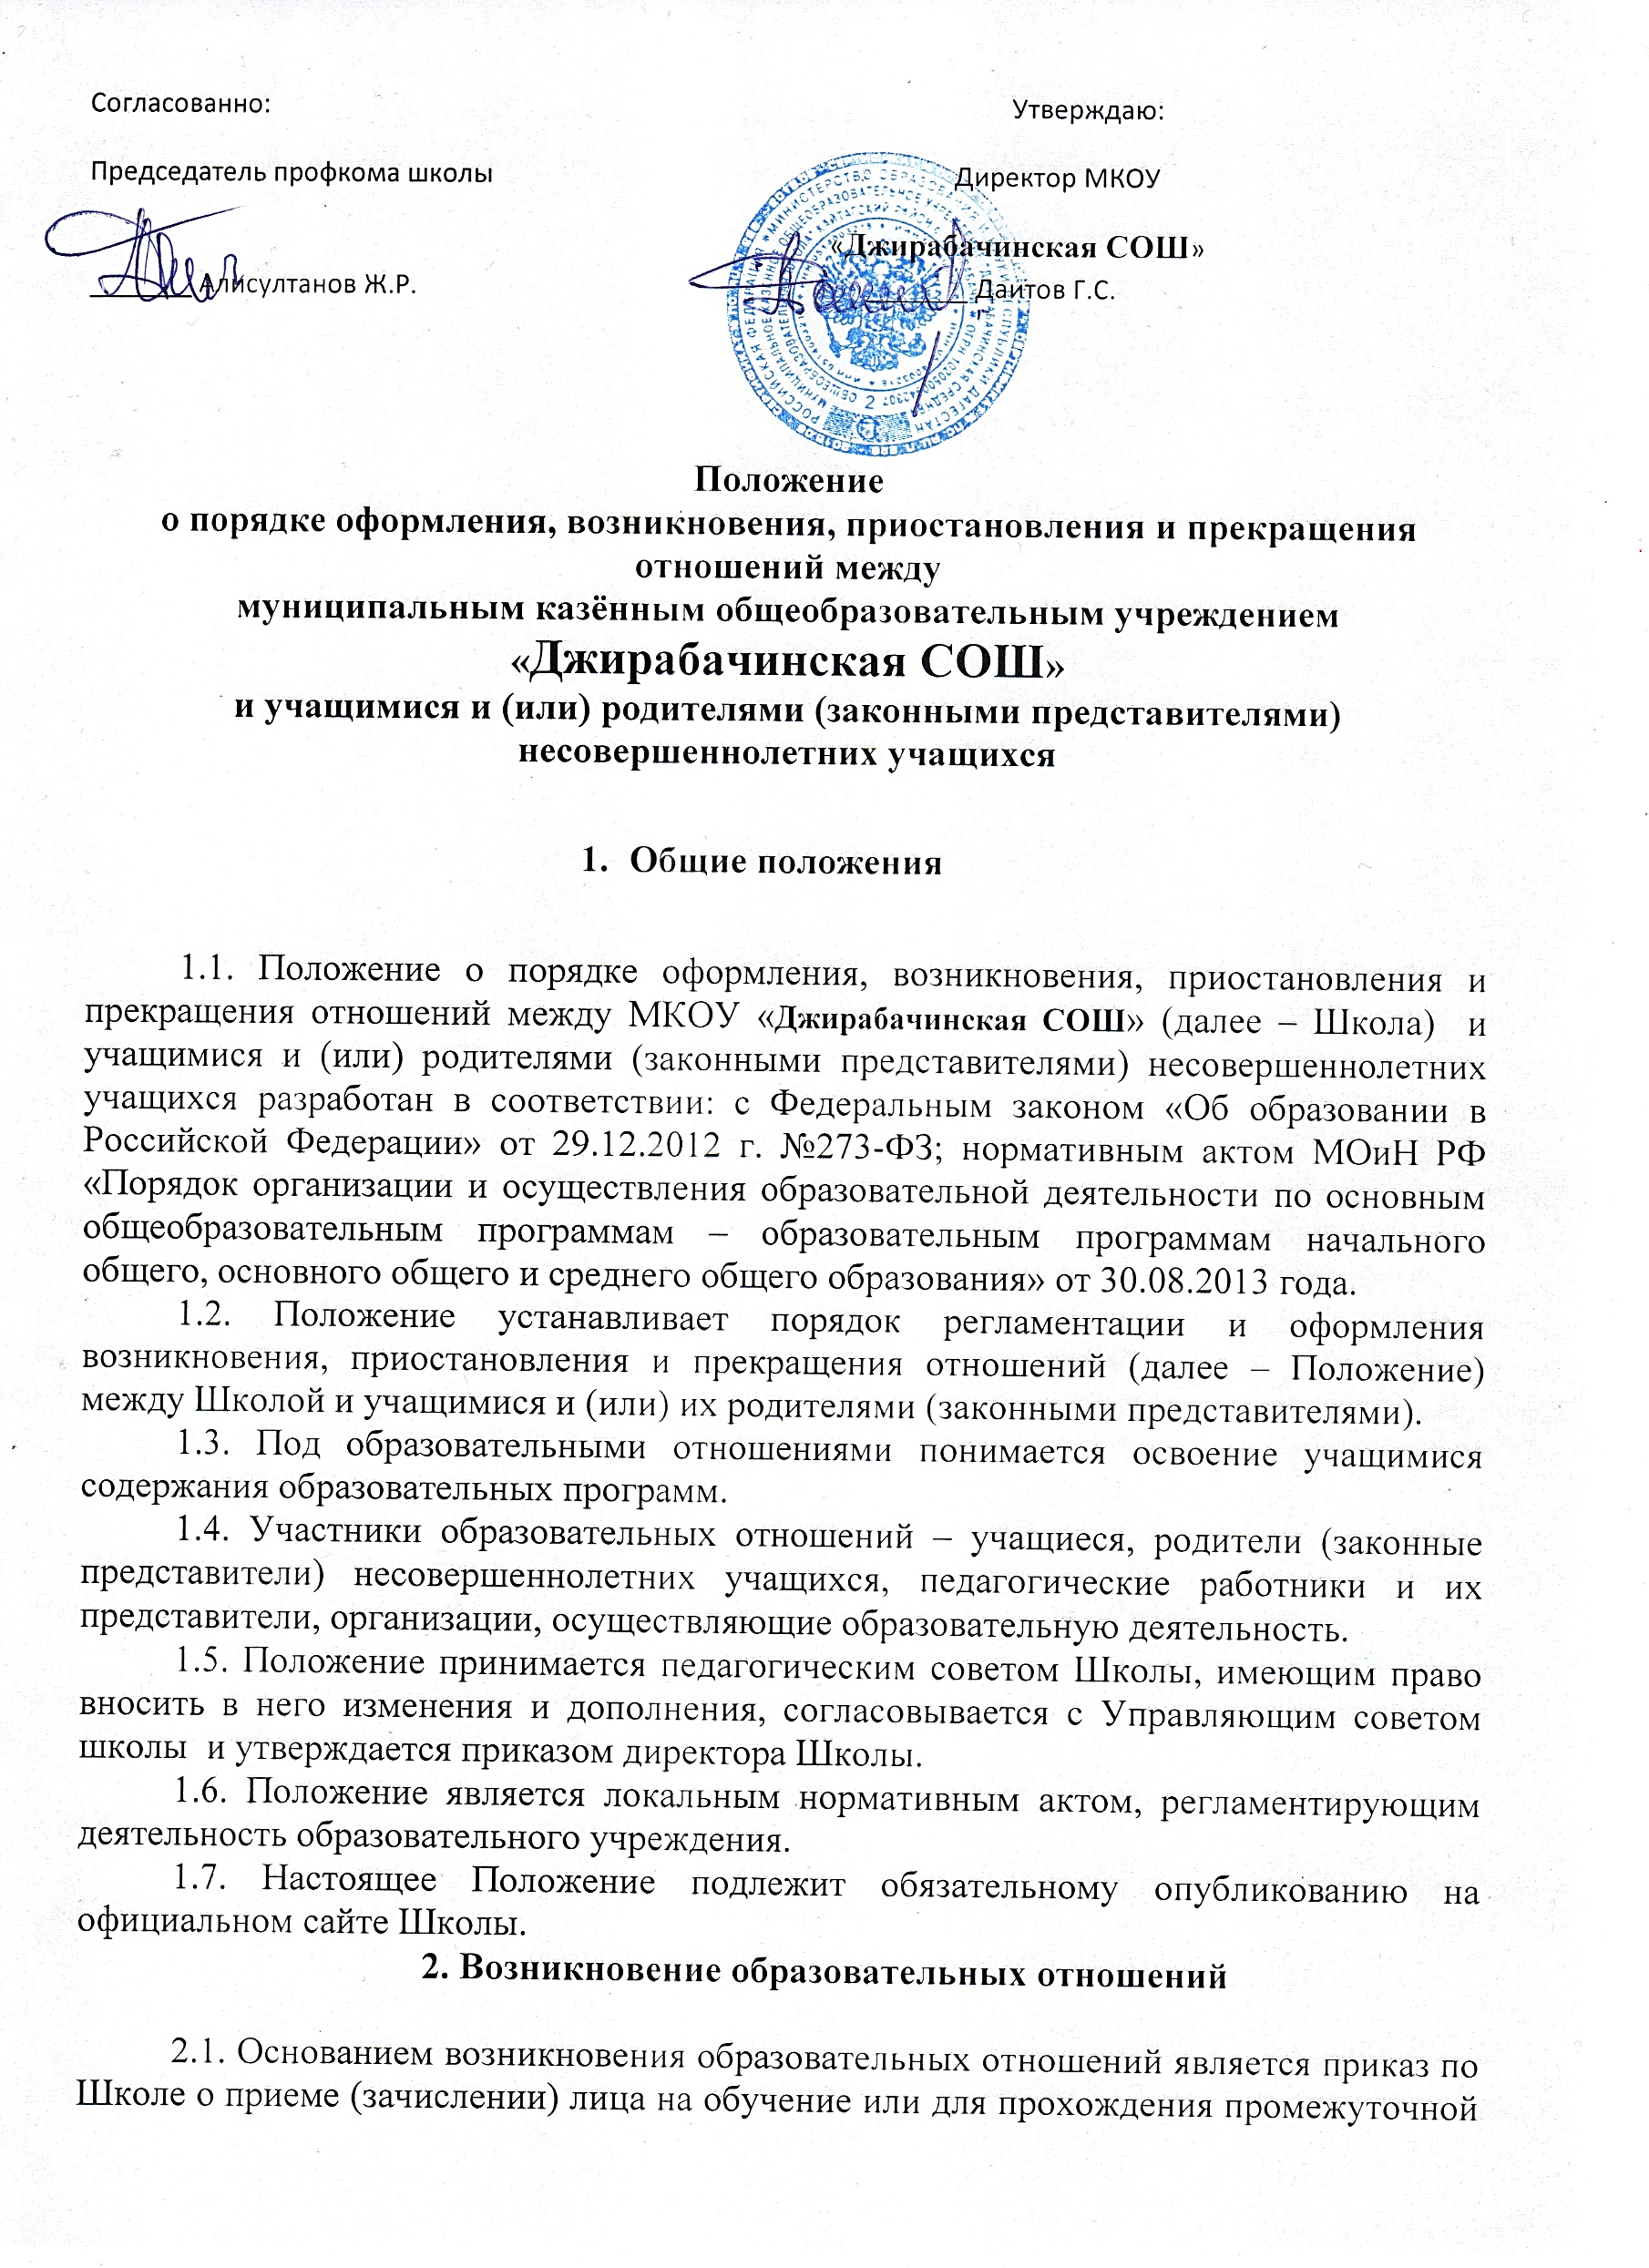 Согласованно:
Утверждаю:
Председатель профкома школы
Директор МКОУ
«Джирабачинская СОШ»
Алисултанов Ж.Р.
Даитов Г.С.
Положение
о порядке оформления, возникновения, приостановления и прекращения
отношений между
муниципальным казённым общеобразовательным учреждением
«Джирабачинская СОШ»
и учащимися и (или) родителями (законными представителями)
несовершеннолетних учащихся
1. Общие положения
1.1. Положение о порядке оформления, возникновения, приостановления и
прекращения отношений между МКОУ «Джирабачинская СОШ» (далее – Школа) и
учащимися и (или) родителями (законными представителями) несовершеннолетних
учащихся разработан в соответствии: с Федеральным законом «Об образовании в
Российской Федерации» от 29.12.2012 г. №273-ФЗ; нормативным актом МОиН РФ
«Порядок организации и осуществления образовательной деятельности по основным
общеобразовательным программам – образовательным программам начального
общего, основного общего и среднего общего образования» от 30.08.2013 года.
1.2. Положение устанавливает порядок регламентации и оформления
возникновения, приостановления и прекращения отношений (далее – Положение)
между Школой и учащимися и (или) их родителями (законными представителями).
1.3. Под образовательными отношениями понимается освоение учащимися
содержания образовательных программ.
1.4. Участники образовательных отношений – учащиеся, родители (законные
представители) несовершеннолетних учащихся, педагогические работники и их
представители, организации, осуществляющие образовательную деятельность.
1.5. Положение принимается педагогическим советом Школы, имеющим право
вносить в него изменения и дополнения, согласовывается с Управляющим советом
школы и утверждается приказом директора Школы.
1.6. Положение является локальным нормативным актом, регламентирующим
деятельность образовательного учреждения.
1.7. Настоящее Положение подлежит обязательному опубликованию на
официальном сайте Школы.
2. Возникновение образовательных отношений
2.1. Основанием возникновения образовательных отношений является приказ по
Школе о приеме (зачислении) лица на обучение или для прохождения промежуточной